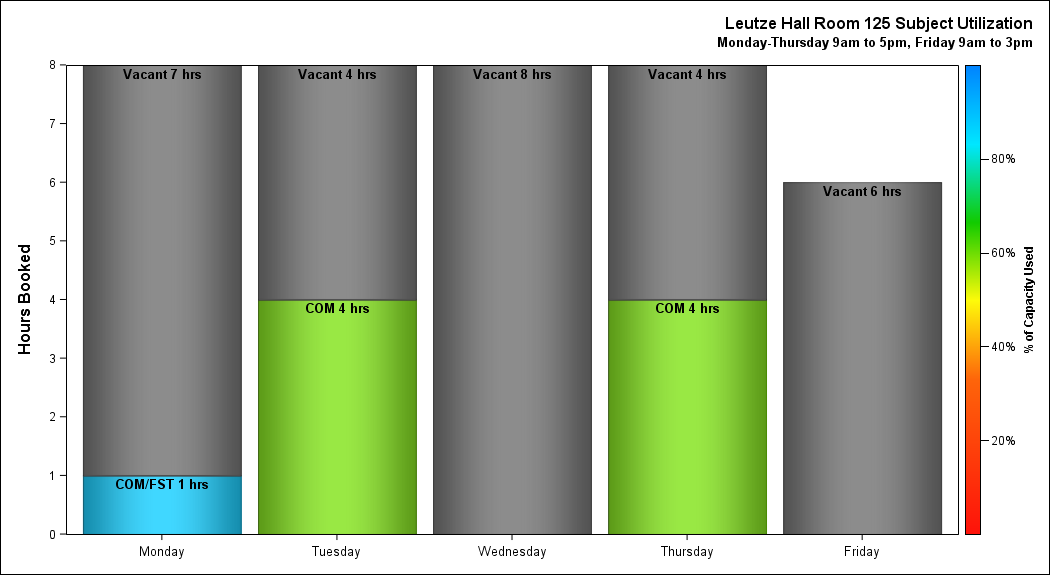 Leutze Hall Room 125 Subject Utilization
Monday-Thursday 9am to 5pm, Friday 9am to 3pm
Hours Booked
8
7
6
5
4
3
2
1
0
Vacant 7 hrs
COM/FST 1 hrs
Vacant 4 hrs
COM 4 hrs
Vacant 8 hrs
Vacant 4 hrs
COM 4 hrs
Vacant 6 hrs
Monday
Tuesday
Wednesday
Thursday
Friday
80%
60%
40%
20%
% of Capacity Used